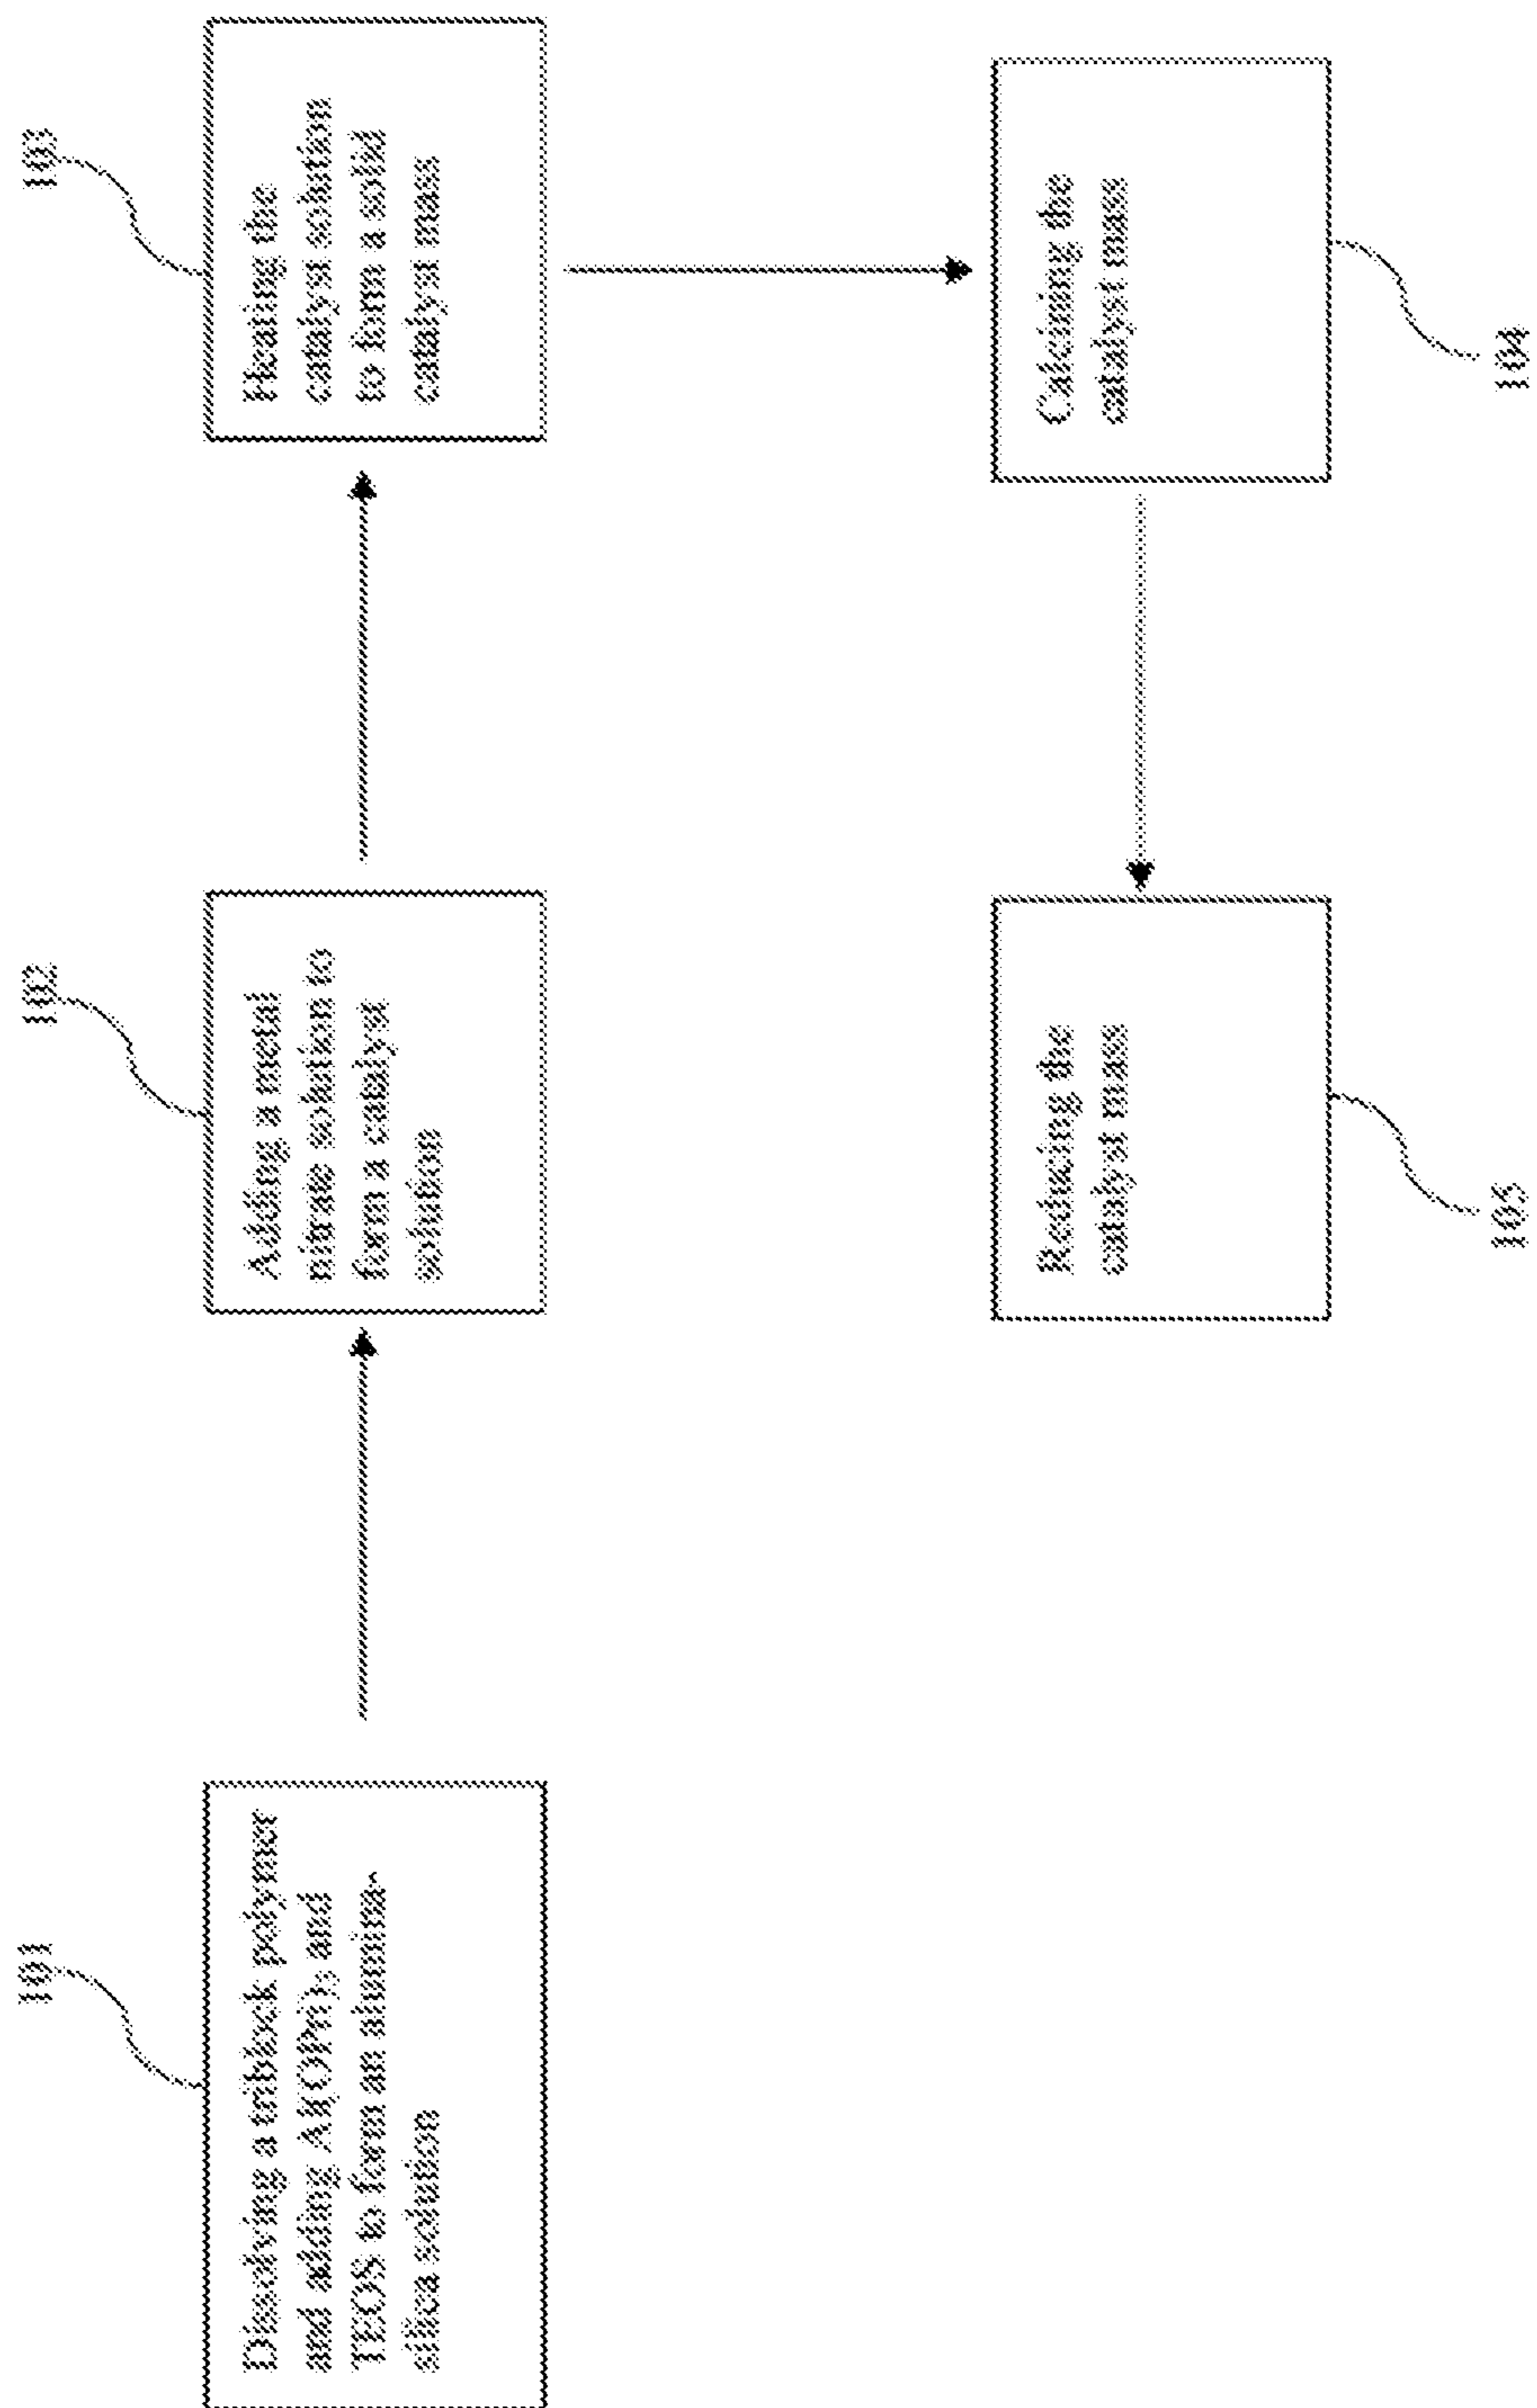 101
Dissolving a triblock polymer
and adding Al(OPri)3 and
TEOS to form an alumina-
silica solution
102
Adding a metal
nitrate solution to
form a catalyst
solution
103
Heating the
catalyst solution
to form a solid
catalyst mass
104
Calcining the
catalyst mass
105
Reducing the
catalyst mass